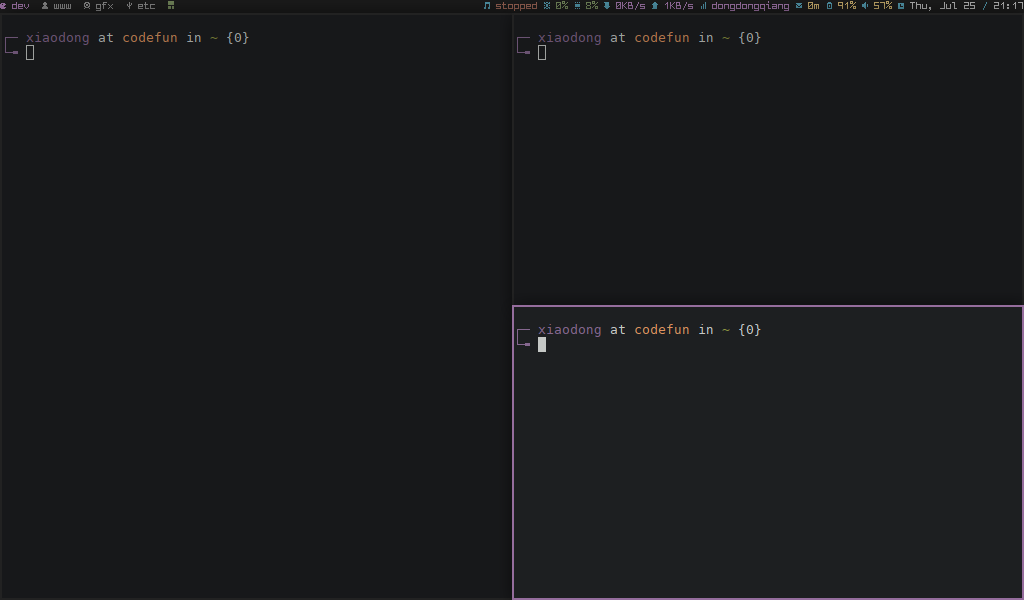 dev www gfx etc stopped 0% 8% 0KB/s 1KB/s dongdongqiang 0m 91% 57% Thu, Jul 25 / 21:17
xiaodong at codefun in ~ {0}
xiaodong at codefun in ~ {0}
xiaodong at codefun in ~ {0}